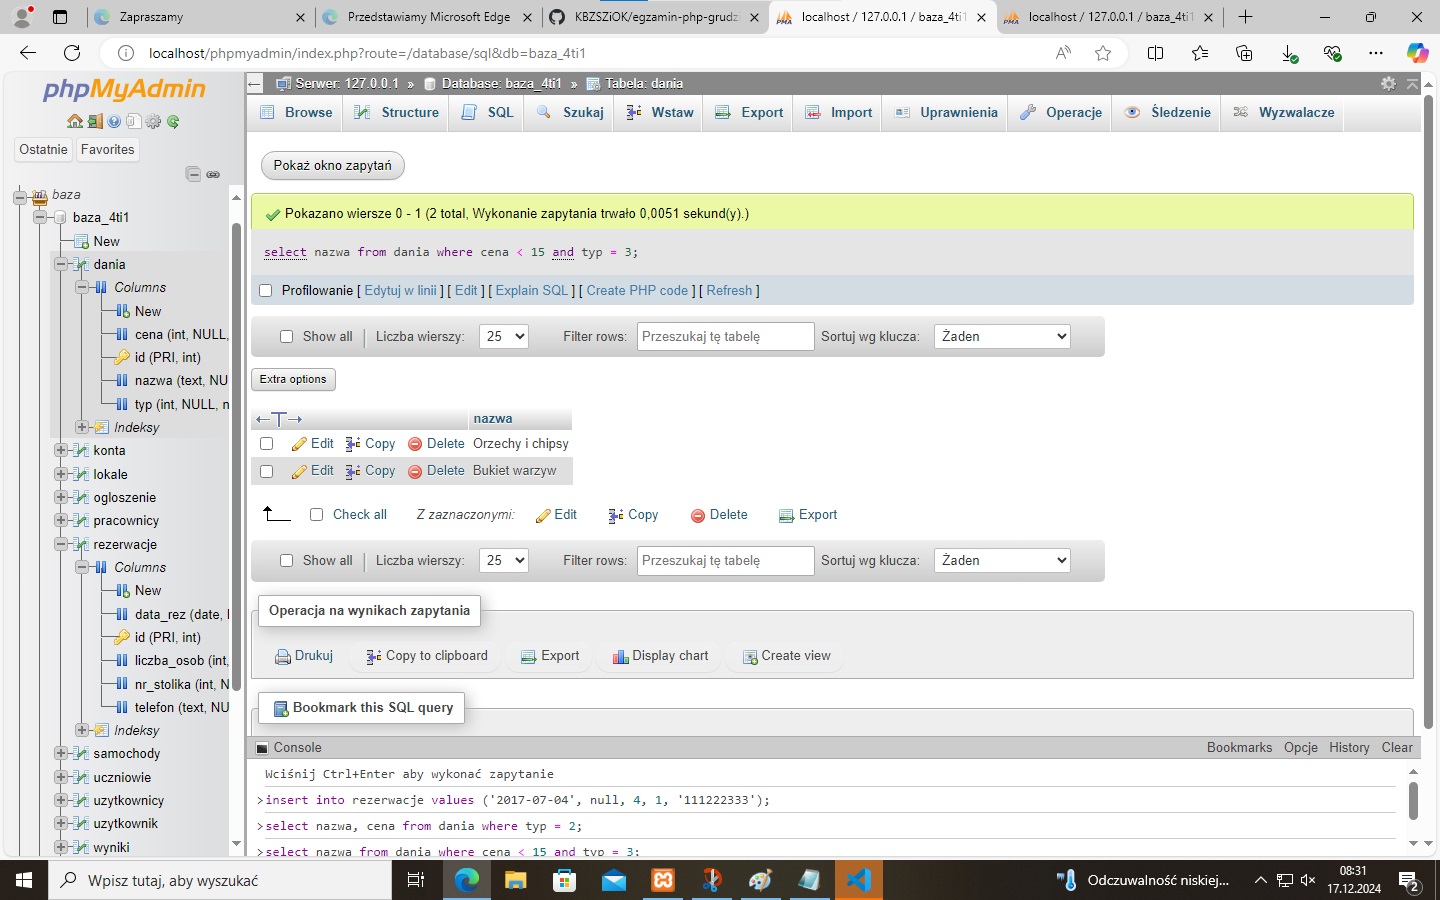 Zapraszamy
Przedstawiamy Microsoft Edge
KBZSZiOK/egzamin-php-grudz
localhost / 127.0.0.1 / baza_4ti1
localhost / 127.0.0.1 / baza_4ti1
localhost/phpmyadmin/index.php?route=/database/sql&db=baza_4ti1
phpMyAdmin
Ostatnie
Favorites
baza
baza_4ti1
New
dania
Columns
New
cena (int, NULL,
id (PRI, int)
nazwa (text, NU
typ (int, NULL, n
Indeksy
konta
lokale
ogloszenie
pracownicy
rezerwacje
Columns
New
data_rez (date,
id (PRI, int)
liczba_osob (int,
nr_stolika (int, N
telefon (text, NU
Indeksy
samochody
uczniowie
uzytkownicy
uzytkownik
wyniki
Serwer: 127.0.0.1 » Database: baza_4ti1 » Tabela: dania
Browse Structure SQL Szukaj Wstaw Export Import Uprawnienia Operacje Śledzenie Wyzwalacze
Pokaż okno zapytań
Pokazano wiersze 0 - 1 (2 total, Wykonanie zapytania trwało 0,0051 sekund(y).)
select nazwa from dania where cena < 15 and typ = 3;
Profilowanie [ Edytuj w linii ] [ Edit ] [ Explain SQL ] [ Create PHP code ] [ Refresh ]
Show all Liczba wierszy: 25 Filter rows: Przeszukaj tę tabelę Sortuj wg klucza: Żaden
Extra options
nazwa
Edit Copy Delete Orzechy i chipsy
Edit Copy Delete Bukiet warzyw
Check all Z zaznaczonymi: Edit Copy Delete Export
Show all Liczba wierszy: 25 Filter rows: Przeszukaj tę tabelę Sortuj wg klucza: Żaden
Operacja na wynikach zapytania
Drukuj Copy to clipboard Export Display chart Create view
Bookmark this SQL query
Console Bookmarks Opcje History Clear
Wciśnij Ctrl+Enter aby wykonać zapytanie
>insert into rezerwacje values ('2017-07-04', null, 4, 1, '111222333');
>select nazwa, cena from dania where typ = 2;
>select nazwa from dania where cena < 15 and typ = 3;
Wpisz tutaj, aby wyszukać
Odczuwalność niskiej...
08:31
17.12.2024
2